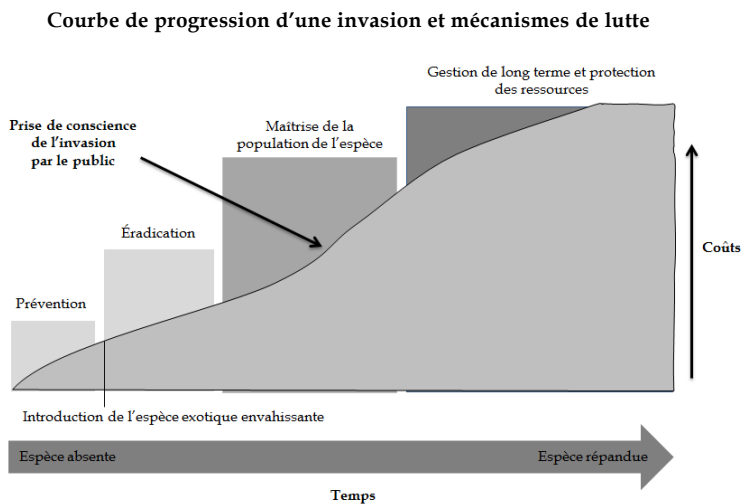 Courbe de progression d'une invasion et mécanismes de lutte
Gestion de long terme et protection
des ressources
Prise de conscience
de l'invasion
par le public
Maîtrise de la
population de l'espèce
Éradication
Coûts
Prévention
Introduction de l'espèce exotique envahissante
Espèce absente
Espèce répandue
Temps